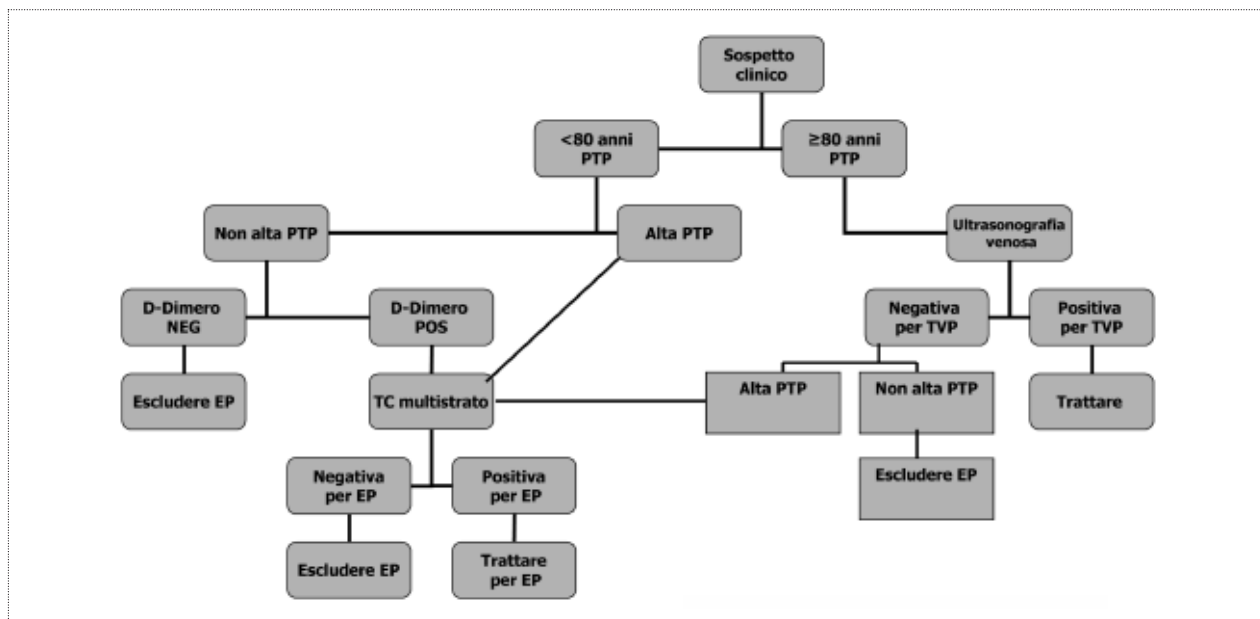 Sospetto
clinico
<80 anni
PTP
≥80 anni
PTP
Non alta PTP
Alta PTP
Ultrasonografia
venosa
D-Dimero
NEG
D-Dimero
POS
Negativa
per TVP
Positiva
per TVP
Escludere EP
TC multistrato
Alta PTP
Non alta PTP
Trattare
Negativa
per EP
Positiva
per EP
Escludere EP
Escludere EP
Trattare
per EP